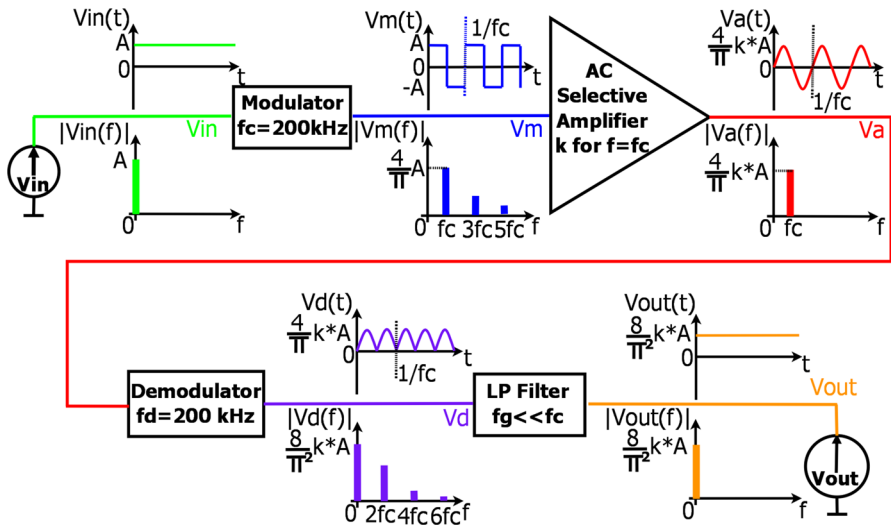 Vin(t)
A
0
t
|Vin(f)|
A
0
f
Vin
Vin
Modulator
fc=200kHz
Vm(t)
A
0
-A
1/fc
t
|Vm(f)|
4/π A
0
fc 3fc 5fc f
Vm
AC
Selective
Amplifier
k for f=fc
Va(t)
4/π k*A
0
t
1/fc
|Va(f)|
4/π k*A
0
fc
f
Va
Demodulator
fd=200 kHz
Vd(t)
4/π k*A
0
t
1/fc
|Vd(f)|
8/π² k*A
0 2fc 4fc 6fc f
Vd
LP Filter
fg<<fc
Vout(t)
8/π² k*A
0
t
|Vout(f)|
8/π² k*A
0
f
Vout
Vout